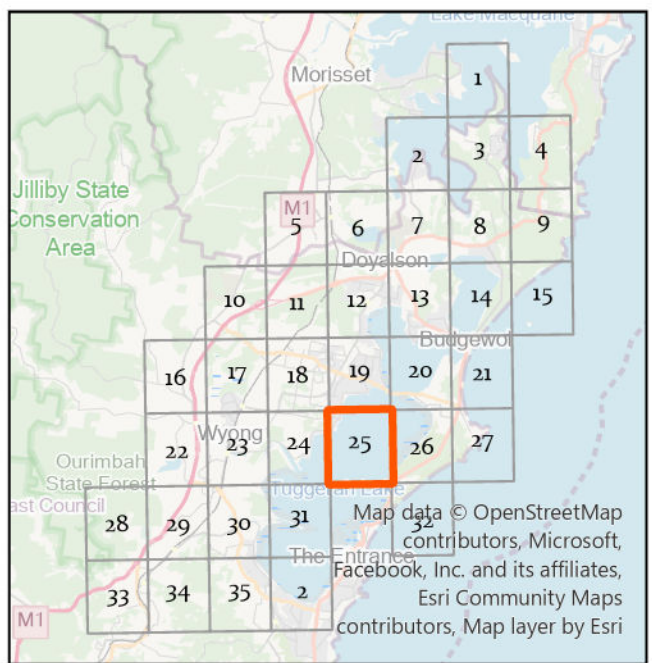 Lake Macquarie
Morisset
1
2
3
4
Jilliby State
Conservation
Area
M1
5
6
7
8
9
Doyalson
10
11
12
13
14
15
Budgewoi
16
17
18
19
20
21
Wyong
22
23
24
25
26
27
Ourimbah
State Forest
ast Council
Tuggerah Lake
28
29
30
31
32
The Entrance
33
34
35
2
M1
Map data © OpenStreetMap
contributors, Microsoft,
Facebook, Inc. and its affiliates,
Esri Community Maps
contributors, Map layer by Esri